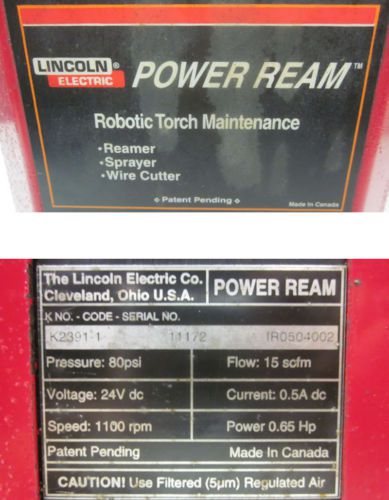 LINCOLN® ELECTRIC POWER REAM™
Robotic Torch Maintenance
•Reamer
•Sprayer
•Wire Cutter
⋄ Patent Pending ⋄
Made In Canada
The Lincoln Electric Co.
Cleveland, Ohio U.S.A.
POWER REAM
K NO. - CODE - SERIAL NO.
K2391-1 11172 IR0504002
Pressure: 80psi Flow: 15 scfm
Voltage: 24V dc Current: 0.5A dc
Speed: 1100 rpm Power 0.65 Hp
Patent Pending Made In Canada
CAUTION! Use Filtered (5µm) Regulated Air